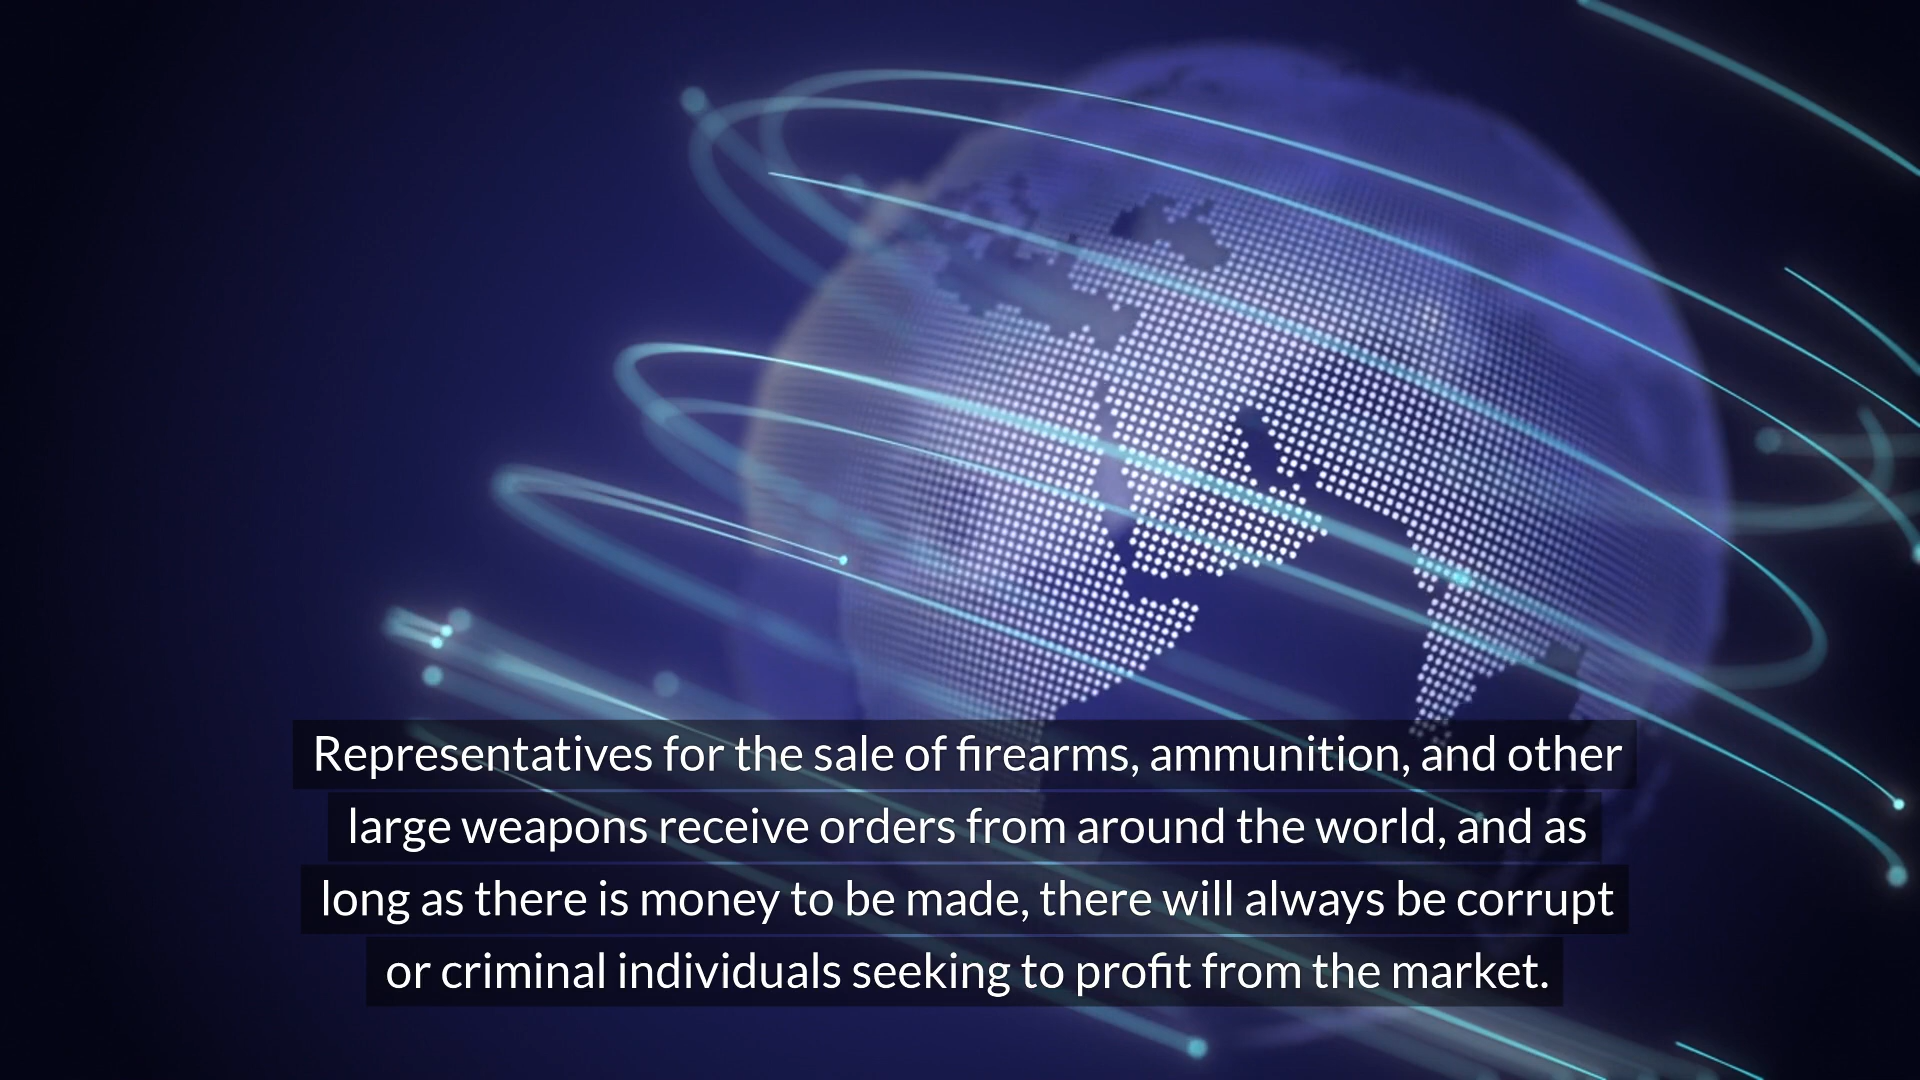 Representatives for the sale of firearms, ammunition, and other
large weapons receive orders from around the world, and as
long as there is money to be made, there will always be corrupt
or criminal individuals seeking to profit from the market.